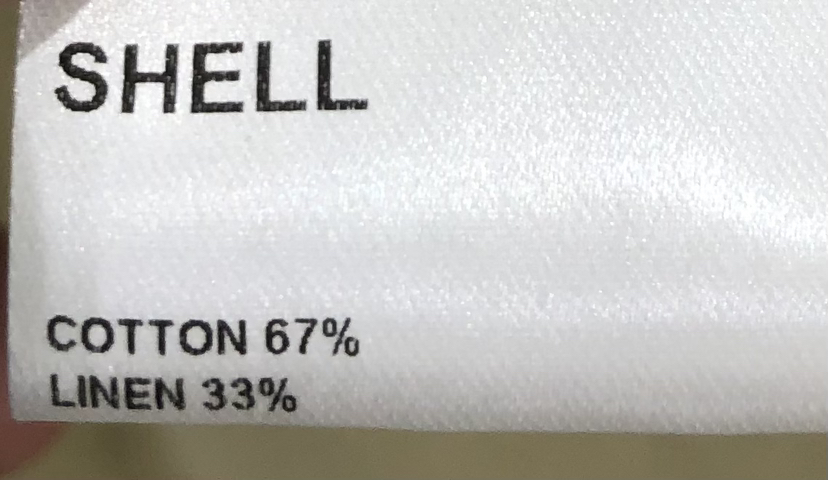 SHELL
COTTON 67%
LINEN 33%